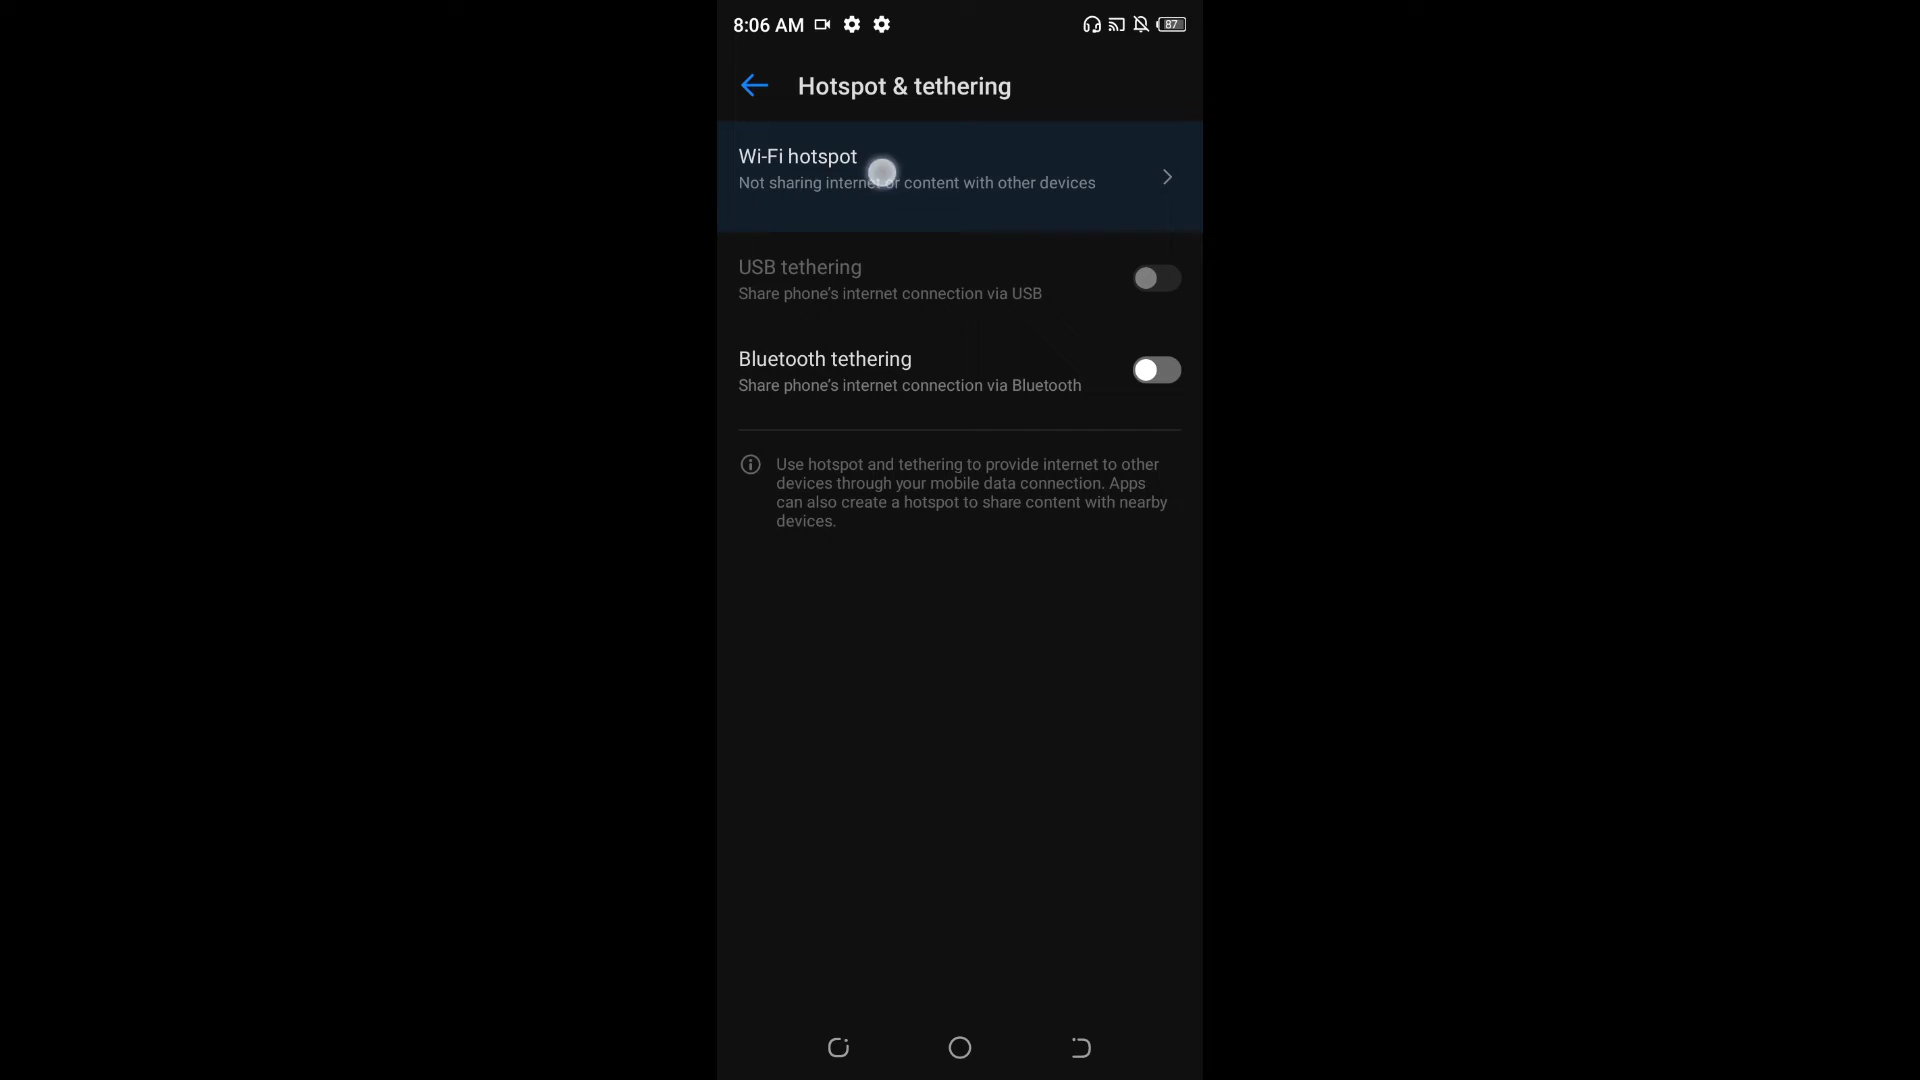 8:06 AM
87
Hotspot & tethering
Wi-Fi hotspot
Not sharing internet or content with other devices
USB tethering
Share phone’s internet connection via USB
Bluetooth tethering
Share phone’s internet connection via Bluetooth
Use hotspot and tethering to provide internet to other
devices through your mobile data connection. Apps
can also create a hotspot to share content with nearby
devices.